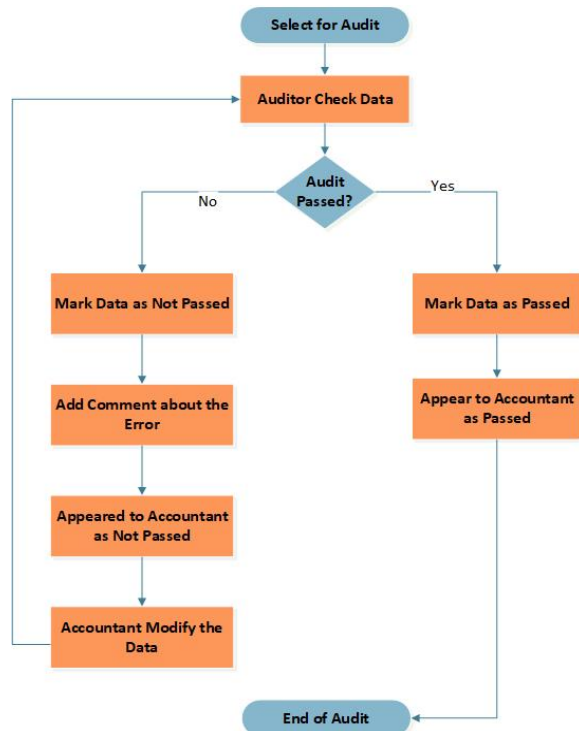 Select for Audit
Auditor Check Data
Audit
Passed?
No
Yes
Mark Data as Not Passed
Mark Data as Passed
Add Comment about the
Error
Appear to Accountant
as Passed
Appeared to Accountant
as Not Passed
Accountant Modify the
Data
End of Audit